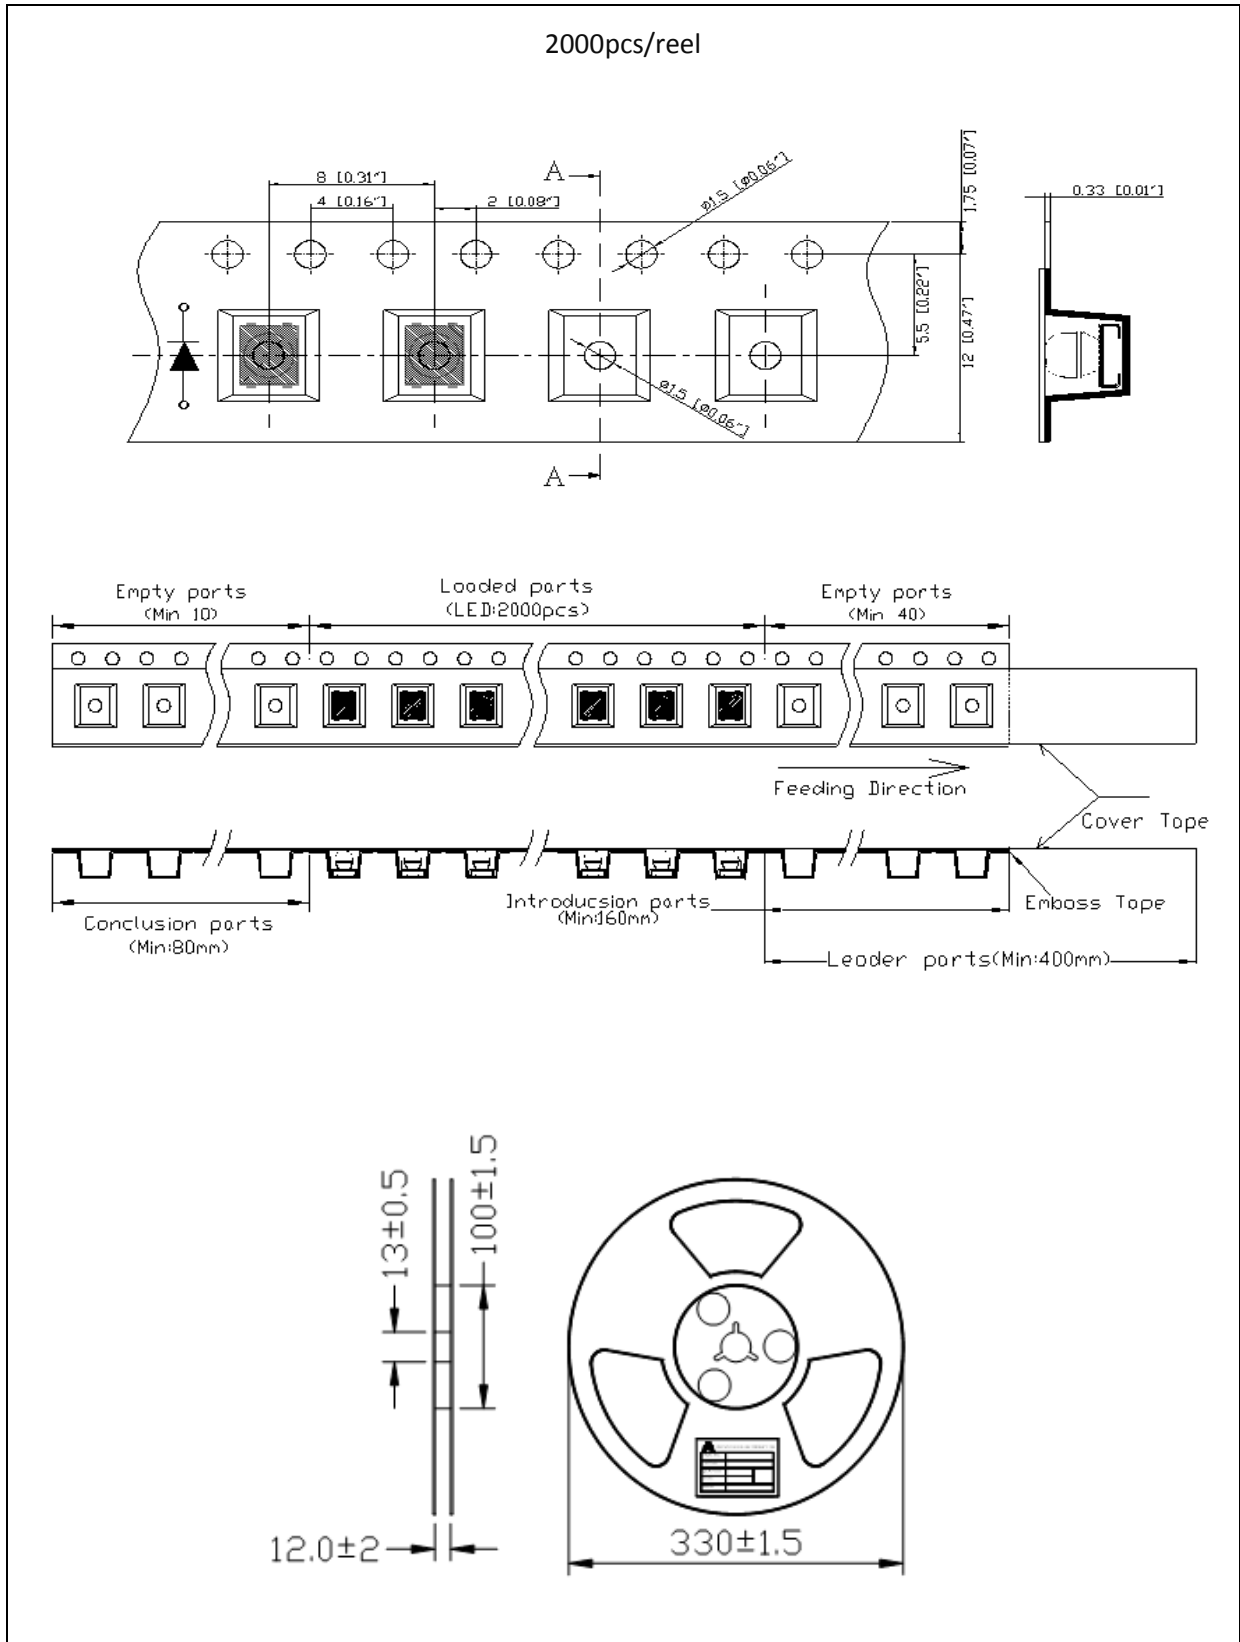 2000pcs/reel
A
8 [0.31"]
4 [0.16"]
2 [0.08"]
ø1.5 [ø0.06"]
1.75 [0.07"]
0.33 [0.01"]
5.5 [0.22"]
12 [0.47"]
ø1.5 [ø0.06"]
A
Empty parts
(Min 10)
Loaded parts
(LED:2000pcs)
Empty parts
(Min 40)
Feeding Direction
Cover Tape
Introducsion parts
(Min:160mm)
Emboss Tape
Conclusion parts
(Min:80mm)
Leader parts(Min:400mm)
13±0.5
100±1.5
A
12.0±2
330±1.5